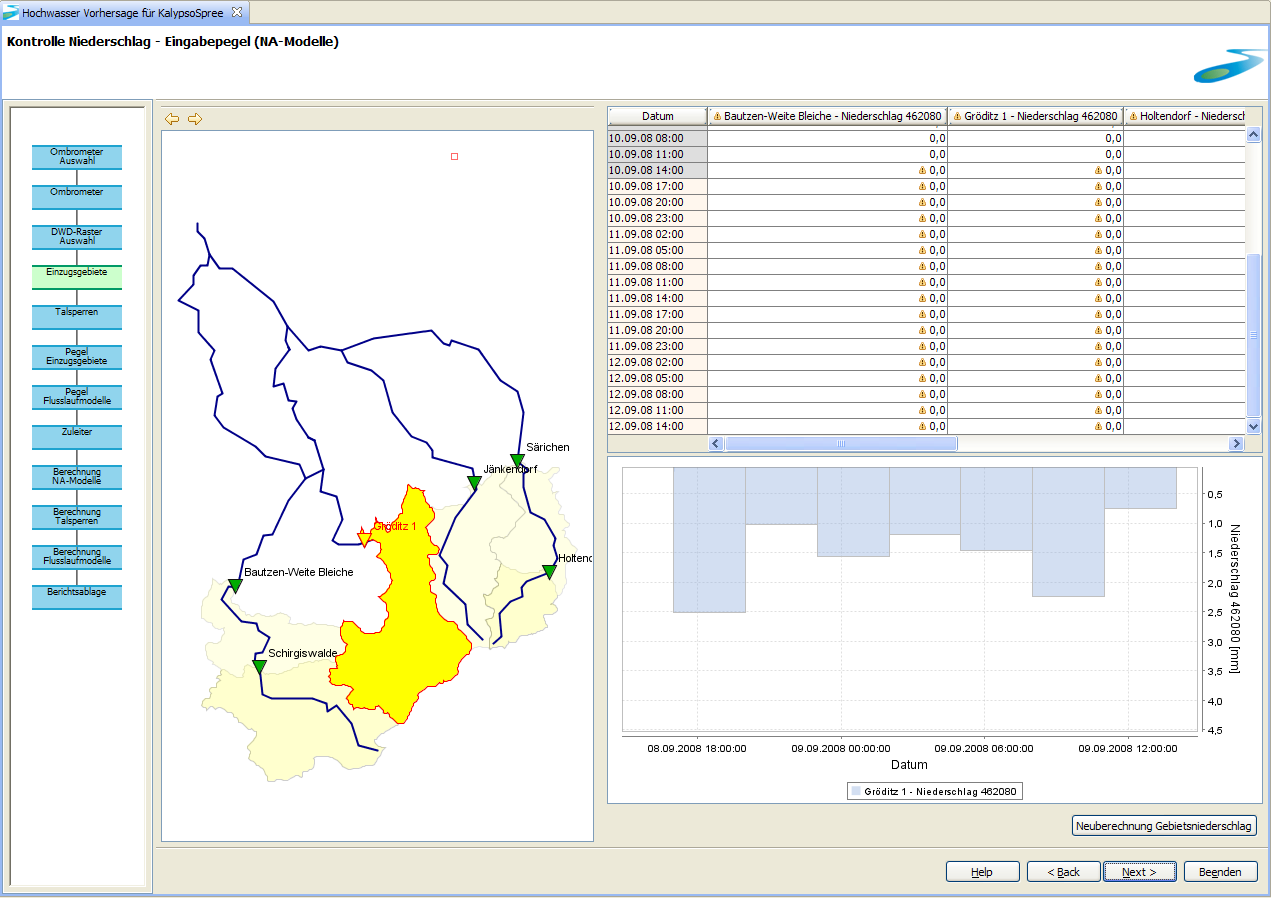 Hochwasser Vorhersage für KalypsoSpree
Kontrolle Niederschlag - Eingabepegel (NA-Modelle)
Ombrometer
Auswahl
Ombrometer
DWD-Raster
Auswahl
Einzugsgebiete
Talsperren
Pegel
Einzugsgebiete
Pegel
Flusslaufmodelle
Zuleiter
Berechnung
NA-Modelle
Berechnung
Talsperren
Berechnung
Flusslaufmodelle
Berichtsablage
Särichen
Jänkendorf
Gröditz 1
Holtend
Bautzen-Weite Bleiche
Schirgiswalde
Datum Bautzen-Weite Bleiche - Niederschlag 462080 Gröditz 1 - Niederschlag 462080 Holtendorf - Niedersch
10.09.08 08:00 0,0 0,0
10.09.08 11:00 0,0 0,0
10.09.08 14:00 0,0 0,0
10.09.08 17:00 0,0 0,0
10.09.08 20:00 0,0 0,0
10.09.08 23:00 0,0 0,0
11.09.08 02:00 0,0 0,0
11.09.08 05:00 0,0 0,0
11.09.08 08:00 0,0 0,0
11.09.08 11:00 0,0 0,0
11.09.08 14:00 0,0 0,0
11.09.08 17:00 0,0 0,0
11.09.08 20:00 0,0 0,0
11.09.08 23:00 0,0 0,0
12.09.08 02:00 0,0 0,0
12.09.08 05:00 0,0 0,0
12.09.08 08:00 0,0 0,0
12.09.08 11:00 0,0 0,0
12.09.08 14:00 0,0 0,0
0,5
1,0
1,5
2,0
2,5
3,0
3,5
4,0
4,5
Niederschlag 462080 [mm]
08.09.2008 18:00:00 09.09.2008 00:00:00 09.09.2008 06:00:00 09.09.2008 12:00:00
Datum
Gröditz 1 - Niederschlag 462080
Neuberechnung Gebietsniederschlag
Help < Back Next > Beenden